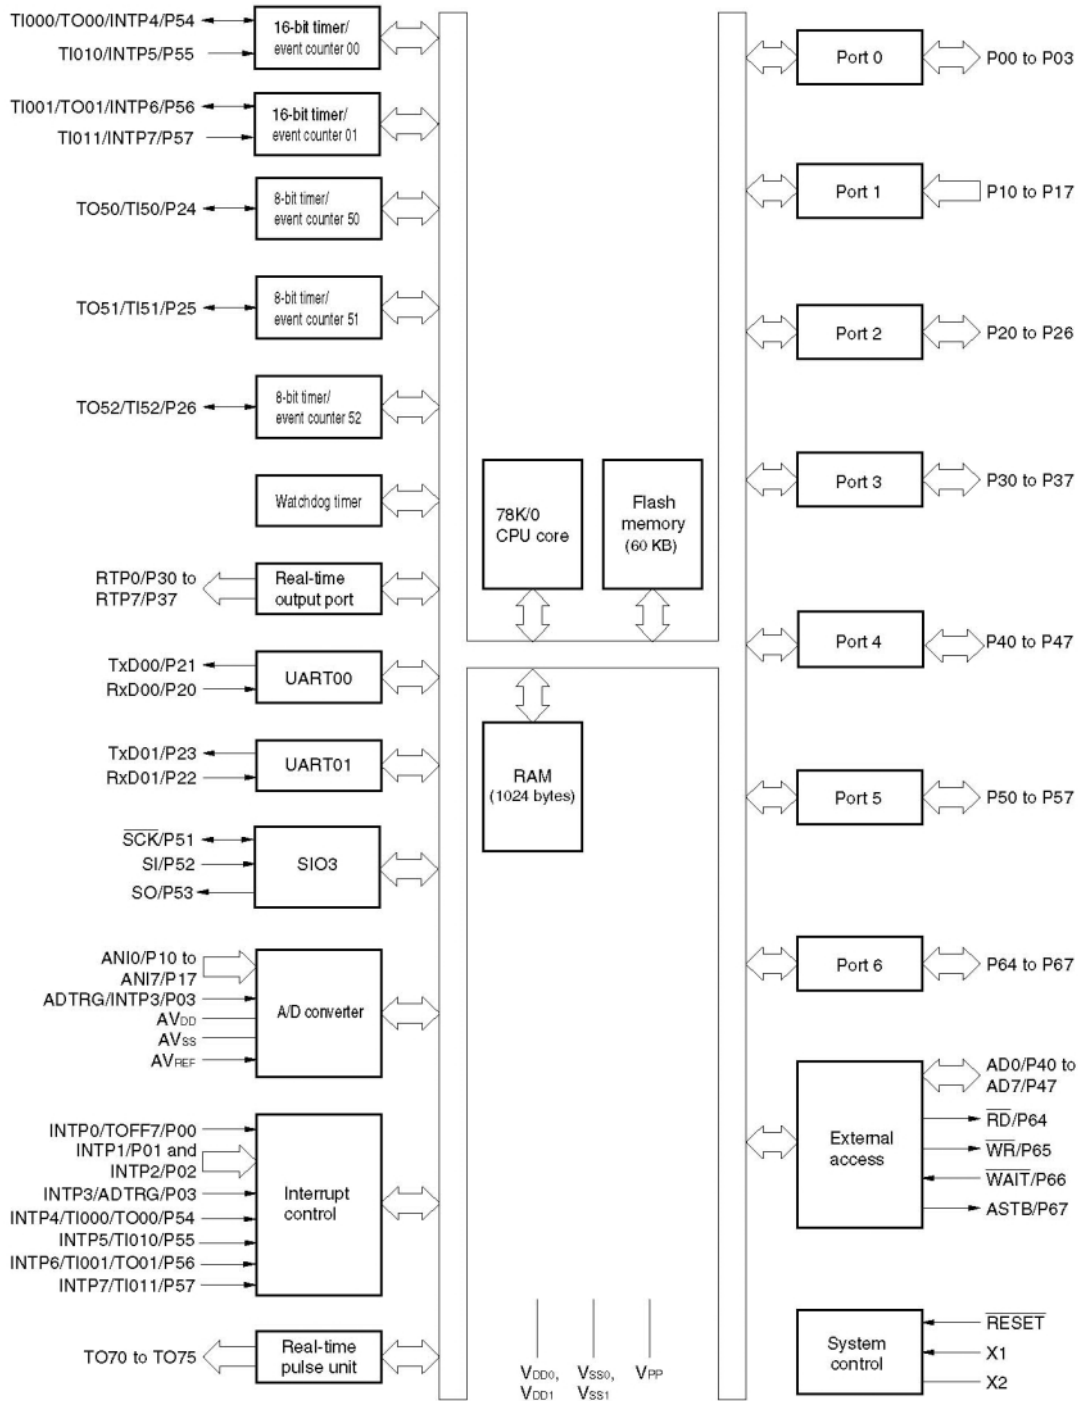 TI000/TO00/INTP4/P54
TI010/INTP5/P55
16-bit timer/
event counter 00
TI001/TO01/INTP6/P56
TI011/INTP7/P57
16-bit timer/
event counter 01
TO50/TI50/P24
8-bit timer/
event counter 50
TO51/TI51/P25
8-bit timer/
event counter 51
TO52/TI52/P26
8-bit timer/
event counter 52
Watchdog timer
RTP0/P30 to
RTP7/P37
Real-time
output port
TxD00/P21
RxD00/P20
UART00
TxD01/P23
RxD01/P22
UART01
SCK/P51
SI/P52
SO/P53
SIO3
ANI0/P10 to
ANI7/P17
ADTRG/INTP3/P03
AVDD
AVSS
AVREF
A/D converter
INTP0/TOFF7/P00
INTP1/P01 and
INTP2/P02
INTP3/ADTRG/P03
INTP4/TI000/TO00/P54
INTP5/TI010/P55
INTP6/TI001/TO01/P56
INTP7/TI011/P57
Interrupt
control
TO70 to TO75
Real-time
pulse unit
78K/0
CPU core
Flash
memory
(60 KB)
RAM
(1024 bytes)
VDD0,
VDD1
VSS0,
VSS1
VPP
Port 0
P00 to P03
Port 1
P10 to P17
Port 2
P20 to P26
Port 3
P30 to P37
Port 4
P40 to P47
Port 5
P50 to P57
Port 6
P64 to P67
External
access
AD0/P40 to
AD7/P47
RD/P64
WR/P65
WAIT/P66
ASTB/P67
System
control
RESET
X1
X2